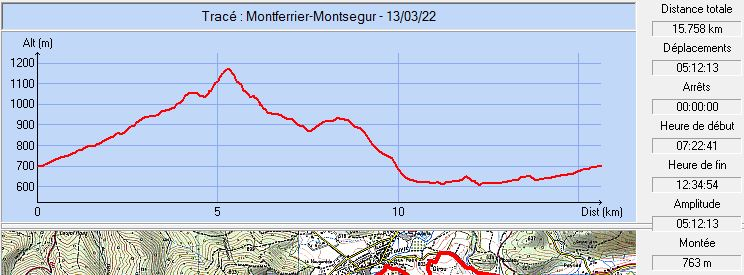 Tracé : Montferrier-Montsegur - 13/03/22
Alt (m)
1200
1100
1000
900
800
700
600
0
5
10
Dist (km)
Distance totale
15.758 km
Déplacements
05:12:13
Arrêts
00:00:00
Heure de début
07:22:41
Heure de fin
12:34:54
Amplitude
05:12:13
Montée
763 m